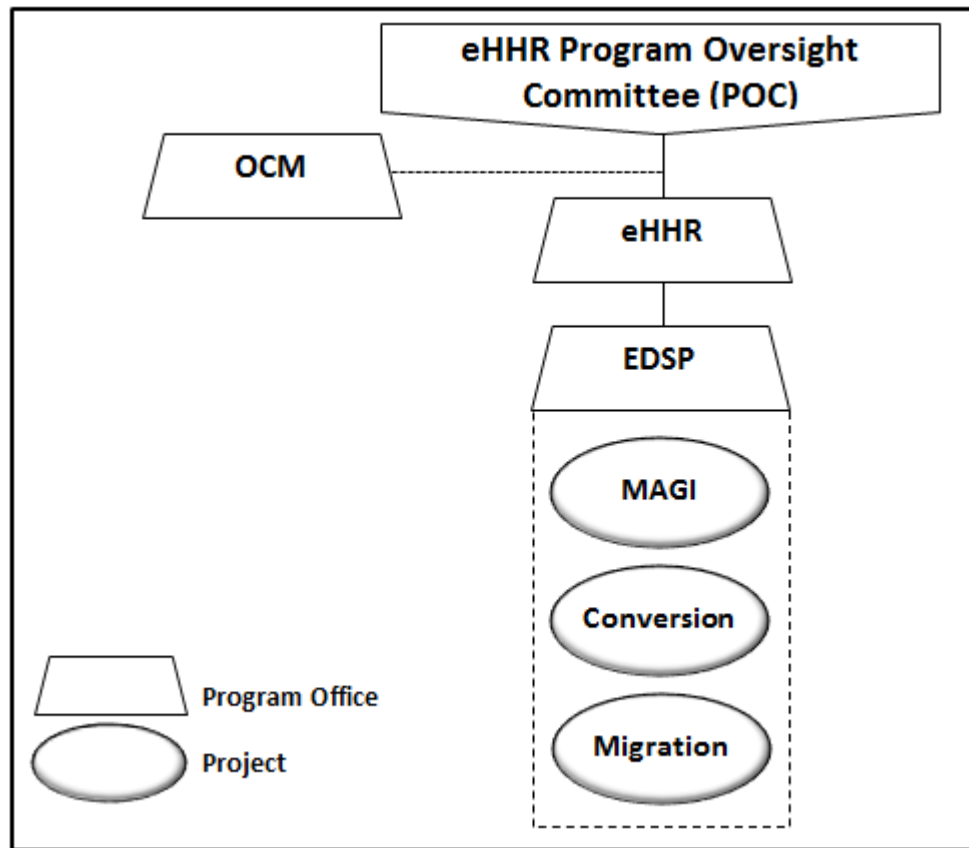 eHHR Program Oversight
Committee (POC)
OCM
eHHR
EDSP
MAGI
Conversion
Migration
Program Office
Project